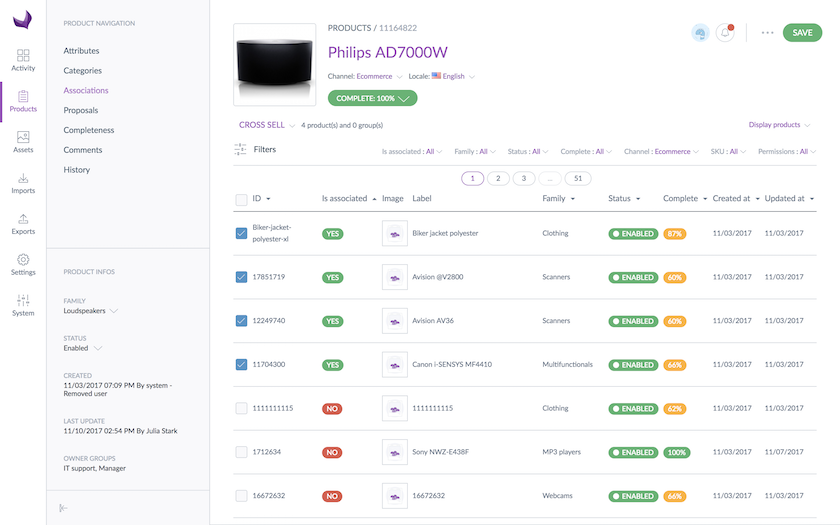 Activity
Products
Assets
Imports
Exports
Settings
System
PRODUCT NAVIGATION
Attributes
Categories
Associations
Proposals
Completeness
Comments
History
PRODUCT INFOS
FAMILY
Loudspeakers
STATUS
Enabled
CREATED
11/03/2017 07:09 PM By system -
Removed user
LAST UPDATE
11/10/2017 02:54 PM By Julia Stark
OWNER GROUPS
IT support, Manager
PRODUCTS / 11164822
SAVE
Philips AD7000W
Channel: Ecommerce Locale: English
COMPLETE: 100%
CROSS SELL 4 product(s) and 0 group(s) Display products
Filters Is associated : All Family : All Status : All Complete : All Channel : Ecommerce SKU : All Permissions : All
1 2 3 ... 51
ID Is associated Image Label Family Status Complete Created at Updated at
Biker-jacket-
polyester-xl YES Biker jacket polyester Clothing ENABLED 87% 11/03/2017 11/03/2017
17851719 YES Avision @V2800 Scanners ENABLED 60% 11/03/2017 11/03/2017
12249740 YES Avision AV36 Scanners ENABLED 60% 11/03/2017 11/03/2017
11704300 YES Canon i-SENSYS MF4410 Multifunctionals ENABLED 66% 11/03/2017 11/03/2017
1111111115 NO 1111111115 Clothing ENABLED 62% 11/03/2017 11/03/2017
1712634 NO Sony NWZ-E438F MP3 players ENABLED 100% 11/03/2017 11/07/2017
16672632 NO 16672632 Webcams ENABLED 66% 11/03/2017 11/03/2017